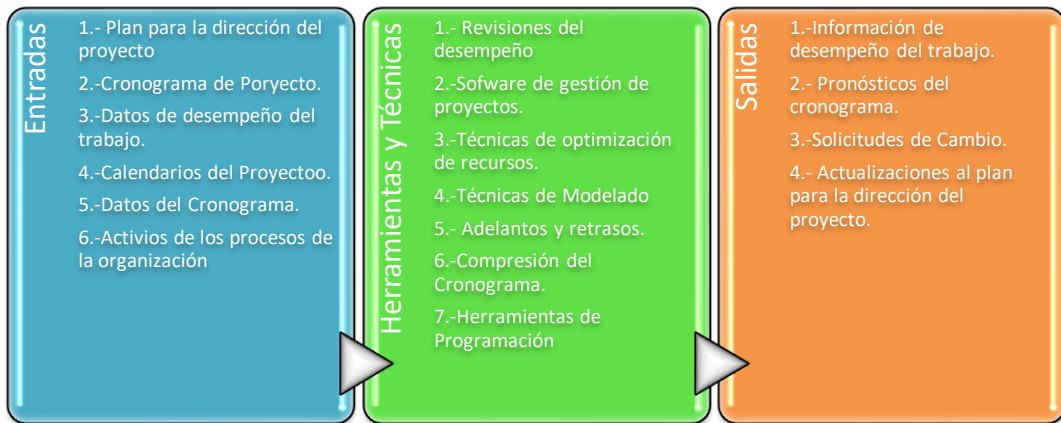 Entradas
1.- Plan para la dirección del
proyecto
2.-Cronograma de Poryecto.
3.-Datos de desempeño del
trabajo.
4.-Calendarios del Proyectoo.
5.-Datos del Cronograma.
6.-Activios de los procesos de
la organización
Herramientas y Técnicas
1.- Revisiones del
desempeño
2.-Sofware de gestión de
proyectos.
3.-Técnicas de optimización
de recursos.
4.-Técnicas de Modelado
5.- Adelantos y retrasos.
6.-Compresión del
Cronograma.
7.-Herramientas de
Programación
Salidas
1.-Información de
desempeño del trabajo.
2.- Pronósticos del
cronograma.
3.-Solicitudes de Cambio.
4.- Actualizaciones al plan
para la dirección del
proyecto.